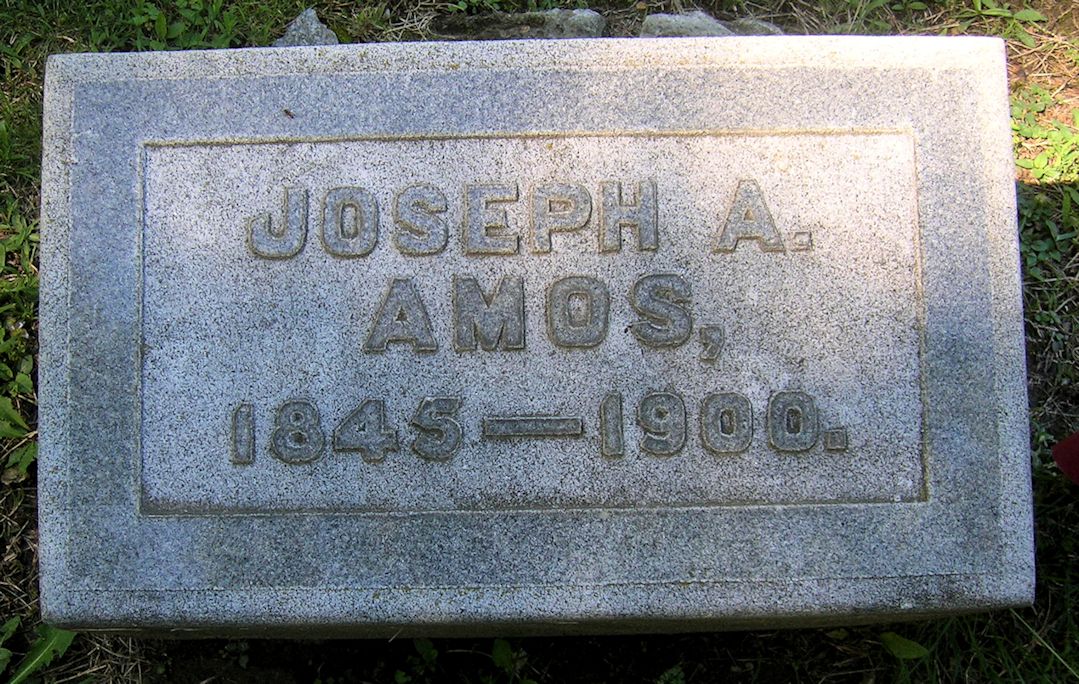 JOSEPH A.
AMOS,
1845—1900.